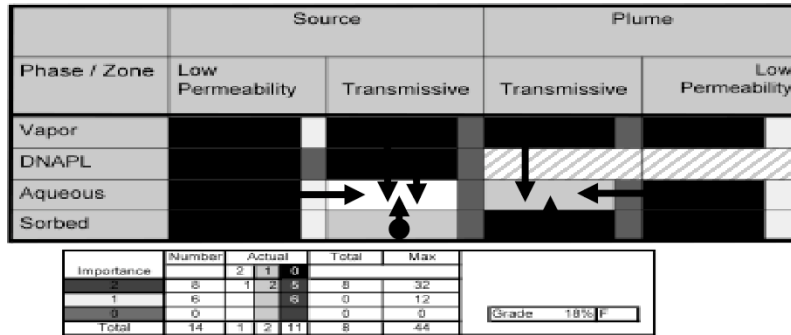 Source Plume
Phase / Zone Low Permeability Transmissive Transmissive Low Permeability
Vapor
DNAPL
Aqueous
Sorbed
Number Actual Total Max
Importance 2 1 0
2 8 1 2 5 8 32
1 6 6 0 12
0 0 0 0
Total 14 1 2 11 8 44
Grade 18% F